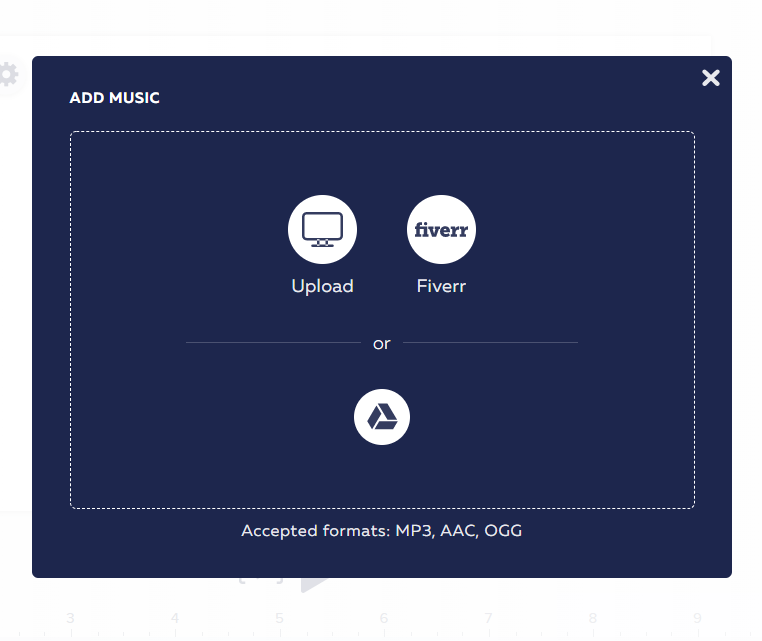 ADD MUSIC
fiverr
Upload
Fiverr
or
Accepted formats: MP3, AAC, OGG
3 4 5 6 7 8 9